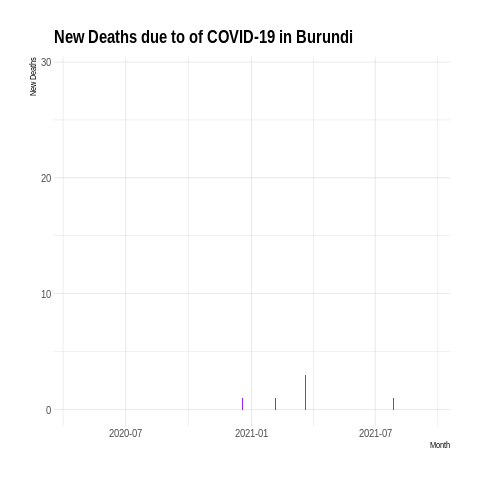 New Deaths due to of COVID-19 in Burundi
New Deaths
30
20
10
0
2020-07
2021-01
2021-07
Month